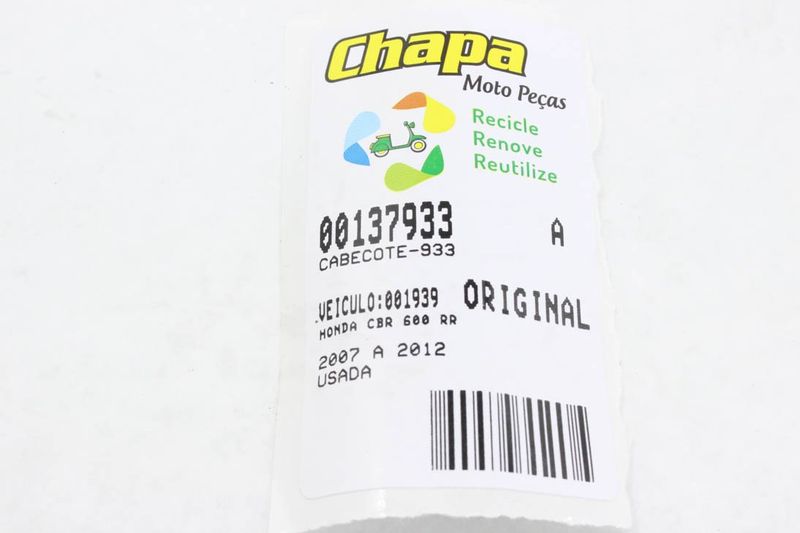 Chapa
Moto Peças
Recicle
Renove
Reutilize
00137933 A
CABECOTE-933
VEICULO:001939 ORIGINAL
HONDA CBR 600 RR
2007 A 2012
USADA